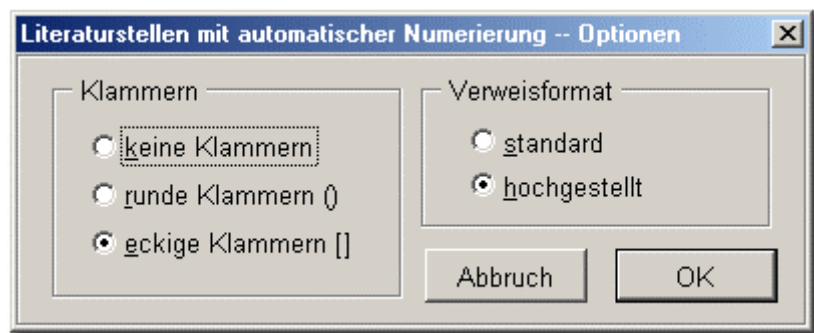 Literaturstellen mit automatischer Numerierung -- Optionen
Klammern
keine Klammern
runde Klammern ()
eckige Klammern []
Verweisformat
standard
hochgestellt
Abbruch
OK